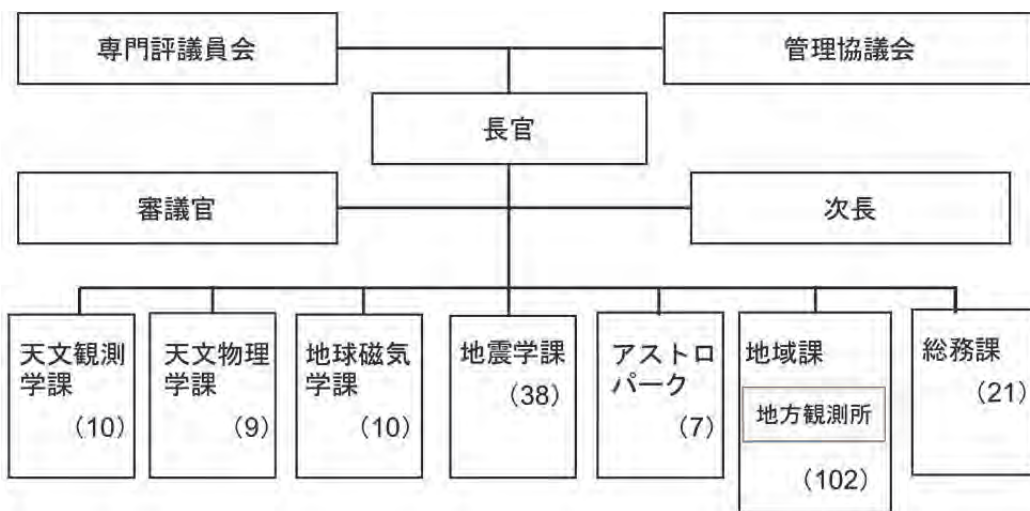 専門評議員会
管理協議会
長官
審議官
次長
天文観測
学課
(10)
天文物理
学課
(9)
地球磁気
学課
(10)
地震学課
(38)
アストロ
パーク
(7)
地域課
地方観測所
(102)
総務課
(21)